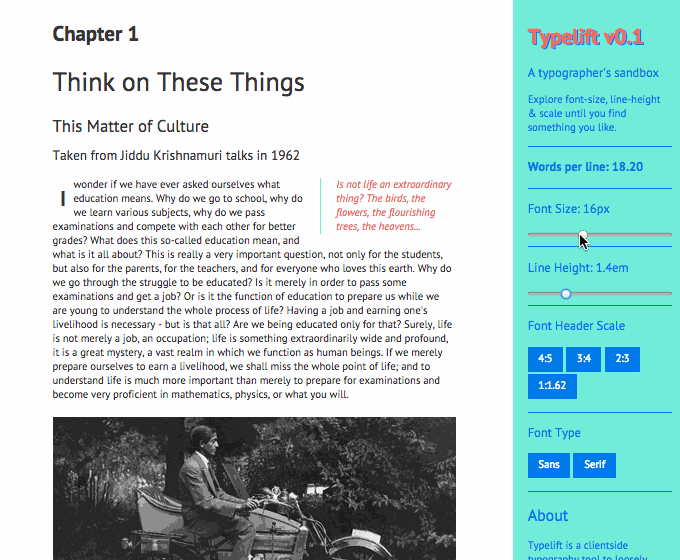 Chapter 1
Think on These Things
This Matter of Culture
Taken from Jiddu Krishnamuri talks in 1962
I wonder if we have ever asked ourselves what
education means. Why do we go to school, why do
we learn various subjects, why do we pass
examinations and compete with each other for better
grades? What does this so-called education mean, and
what is it all about? This is really a very important question, not only for the students,
but also for the parents, for the teachers, and for everyone who loves this earth. Why do
we go through the struggle to be educated? Is it merely in order to pass some
examinations and get a job? Or is it the function of education to prepare us while we
are young to understand the whole process of life? Having a job and earning one's
livelihood is necessary - but is that all? Are we being educated only for that? Surely, life
is not merely a job, an occupation; life is something extraordinarily wide and profound,
it is a great mystery, a vast realm in which we function as human beings. If we merely
prepare ourselves to earn a livelihood, we shall miss the whole point of life; and to
understand life is much more important than merely to prepare for examinations and
become very proficient in mathematics, physics, or what you will.
Is not life an extraordinary
thing? The birds, the
flowers, the flourishing
trees, the heavens...
Typelift v0.1
A typographer's sandbox
Explore font-size, line-height
& scale until you find
something you like.
Words per line: 18.20
Font Size: 16px
Line Height: 1.4em
Font Header Scale
4:5 3:4 2:3
1:1.62
Font Type
Sans Serif
About
Typelift is a clientside
typography tool to loosely